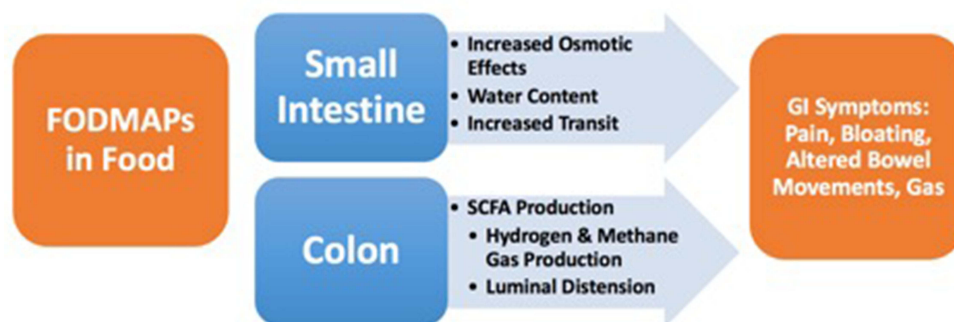 FODMAPs
in Food
Small
Intestine
• Increased Osmotic
Effects
• Water Content
• Increased Transit
Colon
• SCFA Production
• Hydrogen & Methane
Gas Production
• Luminal Distension
GI Symptoms:
Pain, Bloating,
Altered Bowel
Movements, Gas